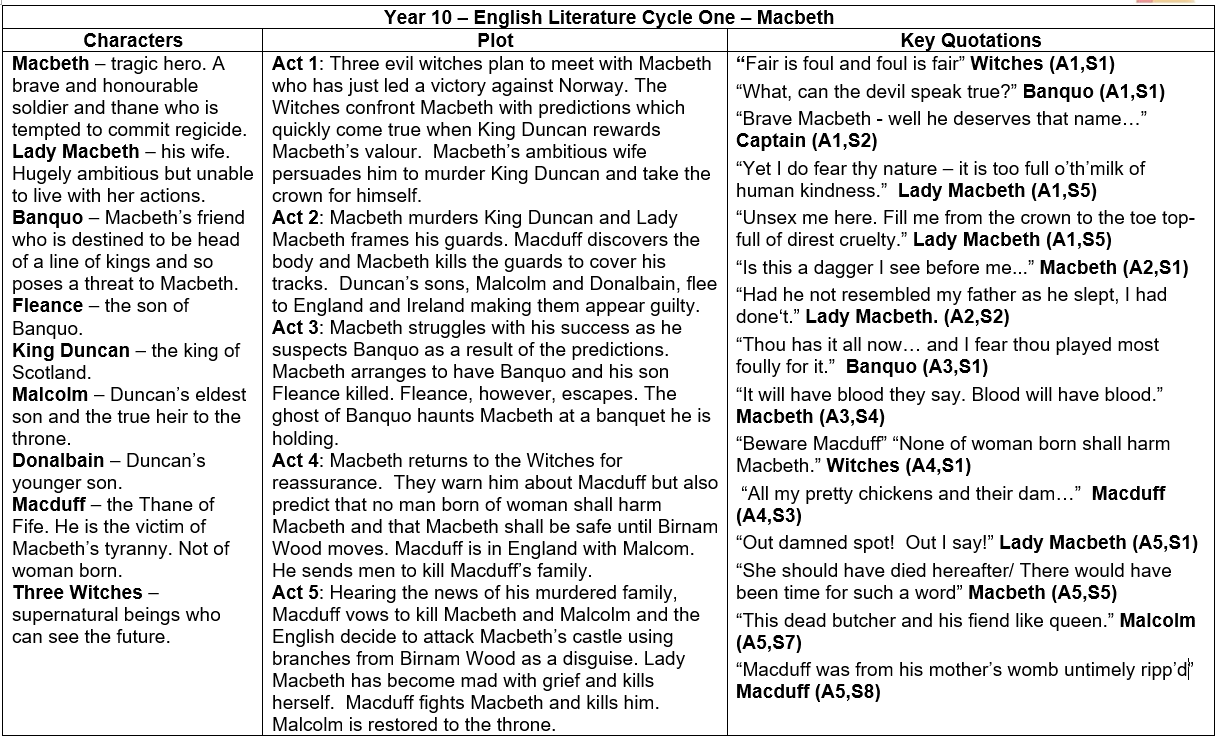 Year 10 – English Literature Cycle One – Macbeth
Characters
Plot
Key Quotations
Macbeth – tragic hero. A
brave and honourable
soldier and thane who is
tempted to commit regicide.
Lady Macbeth – his wife.
Hugely ambitious but unable
to live with her actions.
Banquo – Macbeth’s friend
who is destined to be head
of a line of kings and so
poses a threat to Macbeth.
Fleance – the son of
Banquo.
King Duncan – the king of
Scotland.
Malcolm – Duncan’s eldest
son and the true heir to the
throne.
Donalbain – Duncan’s
younger son.
Macduff – the Thane of
Fife. He is the victim of
Macbeth’s tyranny. Not of
woman born.
Three Witches –
supernatural beings who
can see the future.
Act 1: Three evil witches plan to meet with Macbeth
who has just led a victory against Norway. The
Witches confront Macbeth with predictions which
quickly come true when King Duncan rewards
Macbeth’s valour.  Macbeth’s ambitious wife
persuades him to murder King Duncan and take the
crown for himself.
Act 2: Macbeth murders King Duncan and Lady
Macbeth frames his guards. Macduff discovers the
body and Macbeth kills the guards to cover his
tracks.  Duncan’s sons, Malcolm and Donalbain, flee
to England and Ireland making them appear guilty.
Act 3: Macbeth struggles with his success as he
suspects Banquo as a result of the predictions.
Macbeth arranges to have Banquo and his son
Fleance killed. Fleance, however, escapes. The
ghost of Banquo haunts Macbeth at a banquet he is
holding.
Act 4: Macbeth returns to the Witches for
reassurance.  They warn him about Macduff but also
predict that no man born of woman shall harm
Macbeth and that Macbeth shall be safe until Birnam
Wood moves. Macduff is in England with Malcom.
He sends men to kill Macduff’s family.
Act 5: Hearing the news of his murdered family,
Macduff vows to kill Macbeth and Malcolm and the
English decide to attack Macbeth’s castle using
branches from Birnam Wood as a disguise. Lady
Macbeth has become mad with grief and kills
herself.  Macduff fights Macbeth and kills him.
Malcolm is restored to the throne.
“Fair is foul and foul is fair” Witches (A1,S1)
“What, can the devil speak true?” Banquo (A1,S1)
“Brave Macbeth - well he deserves that name…”
Captain (A1,S2)
“Yet I do fear thy nature – it is too full o’th’milk of
human kindness.”  Lady Macbeth (A1,S5)
“Unsex me here. Fill me from the crown to the toe top-
full of direst cruelty.” Lady Macbeth (A1,S5)
“Is this a dagger I see before me...” Macbeth (A2,S1)
“Had he not resembled my father as he slept, I had
done‘t.” Lady Macbeth. (A2,S2)
“Thou has it all now… and I fear thou played most
foully for it.”  Banquo (A3,S1)
“It will have blood they say. Blood will have blood.”
Macbeth (A3,S4)
“Beware Macduff” “None of woman born shall harm
Macbeth.” Witches (A4,S1)
“All my pretty chickens and their dam…”  Macduff
(A4,S3)
“Out damned spot!  Out I say!” Lady Macbeth (A5,S1)
“She should have died hereafter/ There would have
been time for such a word” Macbeth (A5,S5)
“This dead butcher and his fiend like queen.” Malcolm
(A5,S7)
“Macduff was from his mother’s womb untimely ripp’d”
Macduff (A5,S8)